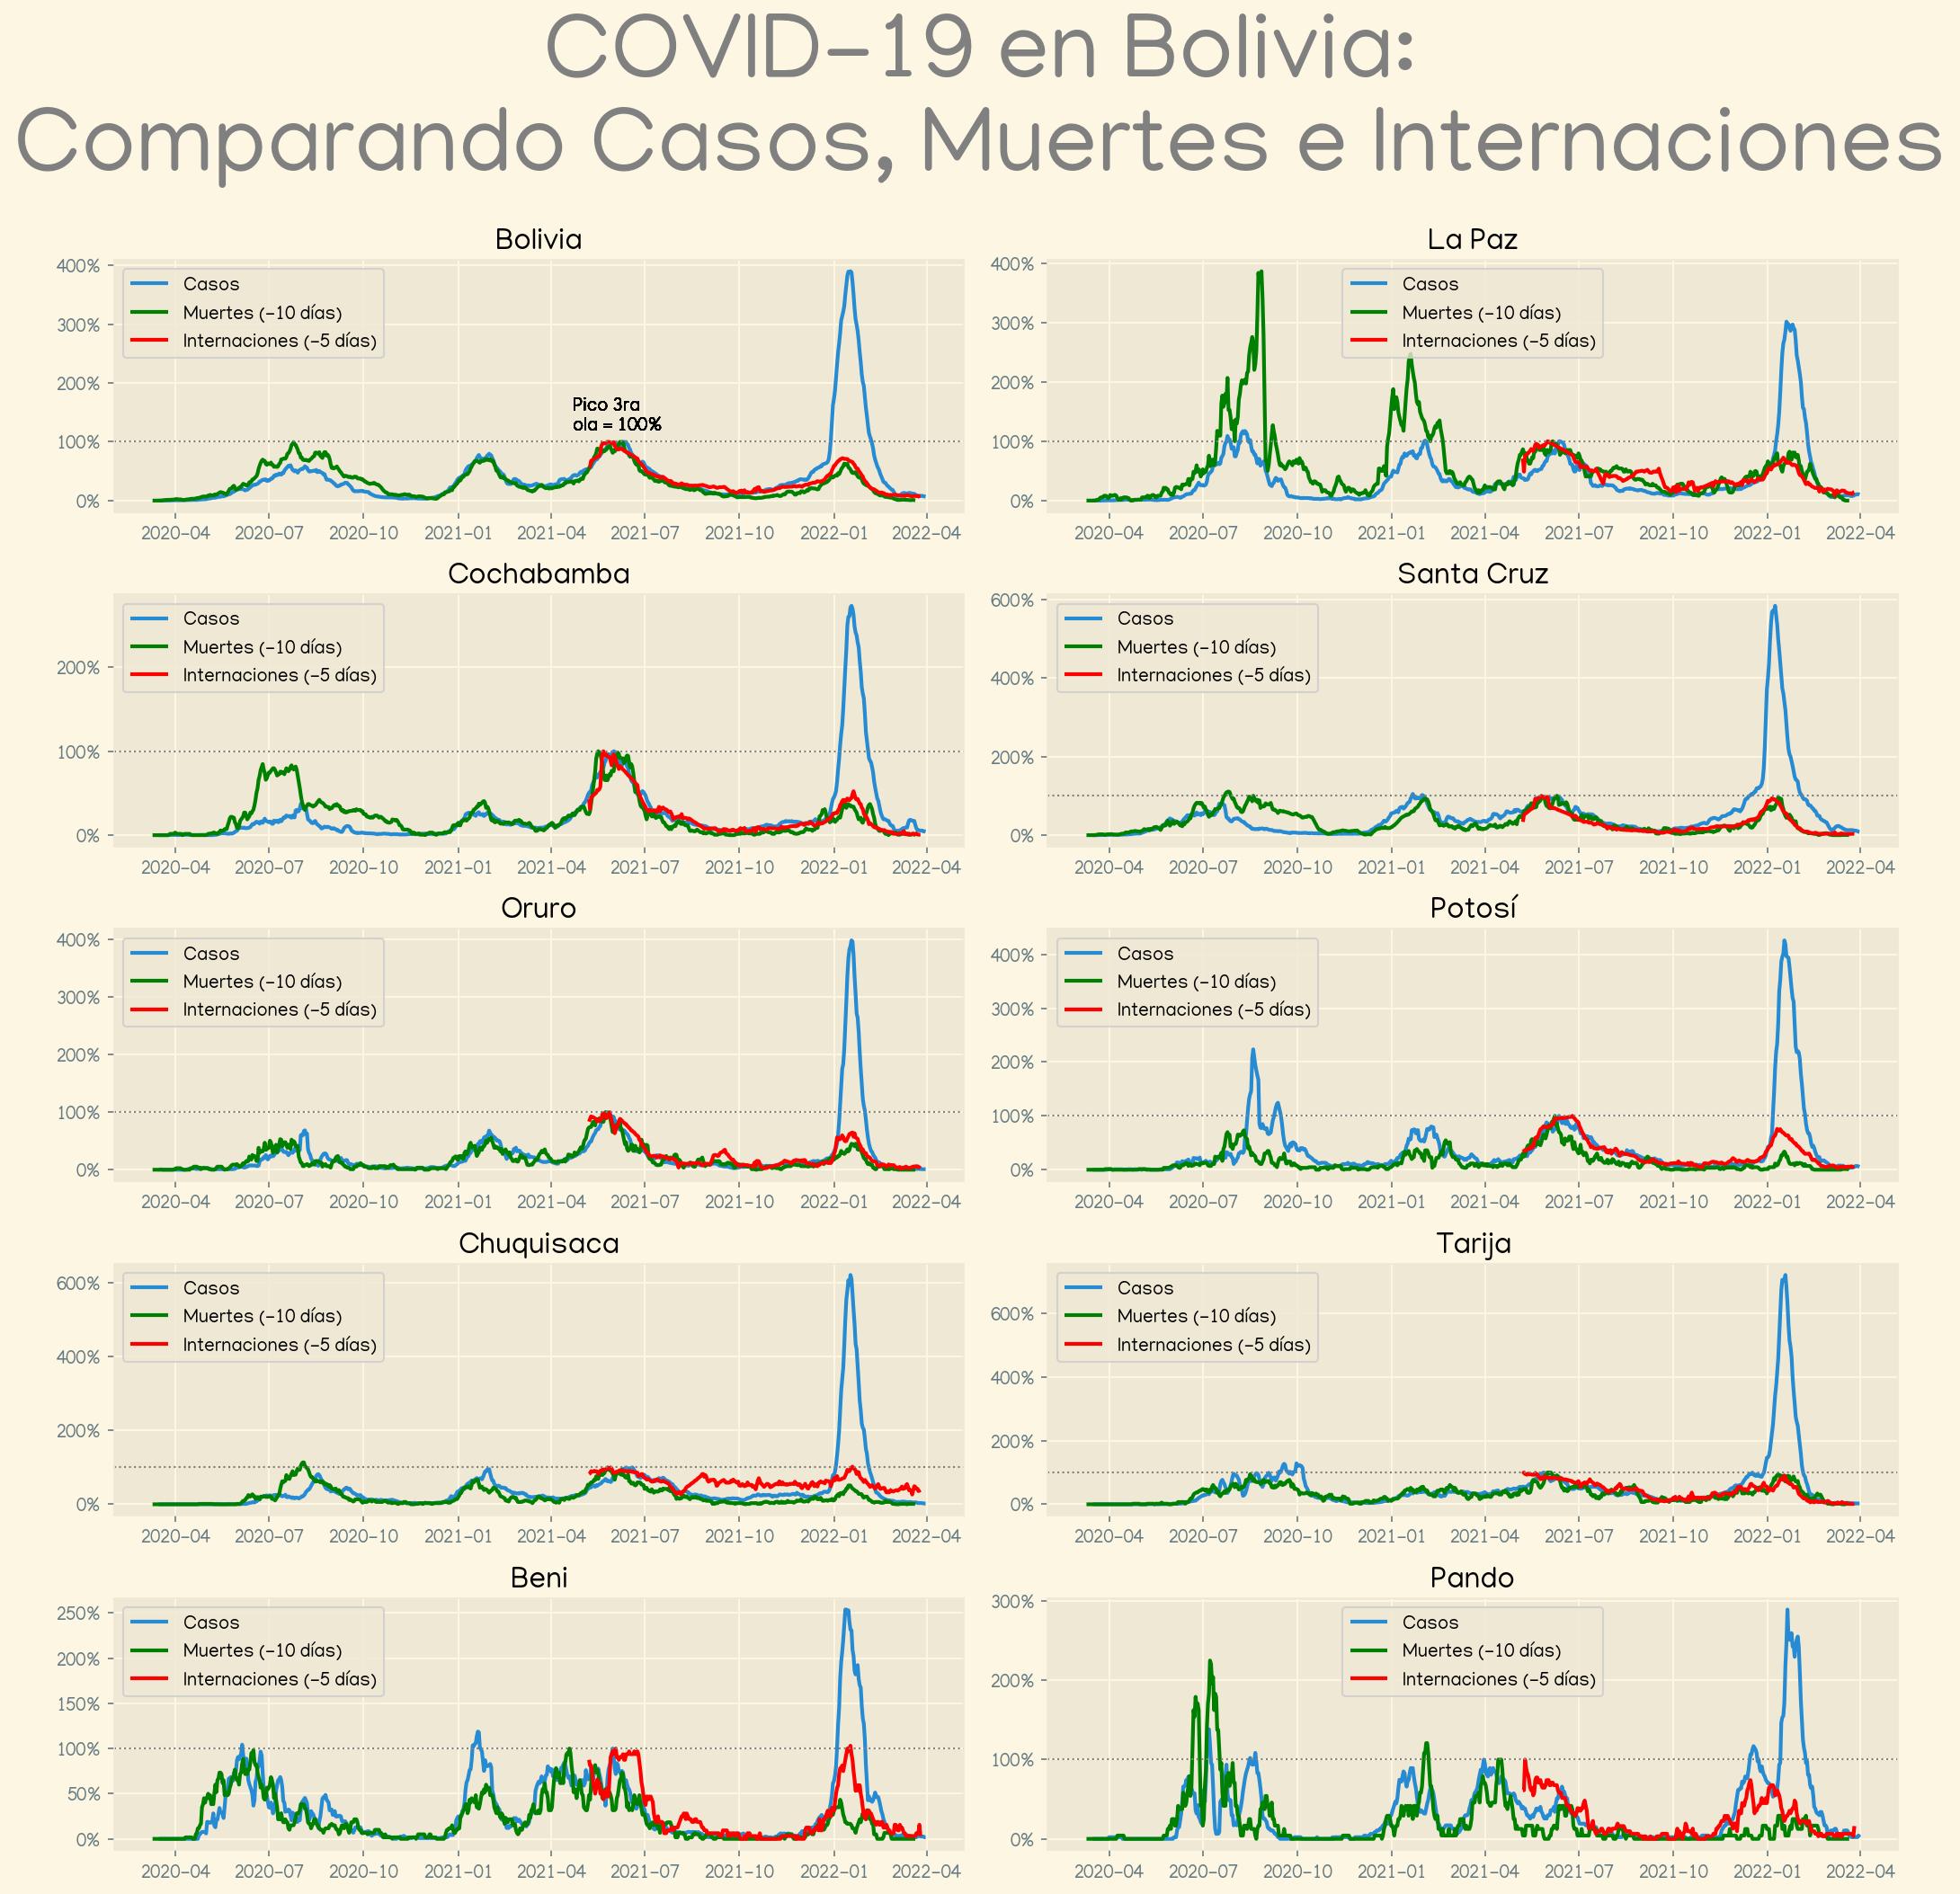 COVID-19 en Bolivia:
Comparando Casos, Muertes e Internaciones
Bolivia
400%
300%
200%
100%
0%
Casos
Muertes (-10 días)
Internaciones (-5 días)
Pico 3ra
ola = 100%
2020-04 2020-07 2020-10 2021-01 2021-04 2021-07 2021-10 2022-01 2022-04
La Paz
400%
300%
200%
100%
0%
Casos
Muertes (-10 días)
Internaciones (-5 días)
2020-04 2020-07 2020-10 2021-01 2021-04 2021-07 2021-10 2022-01 2022-04
Cochabamba
200%
100%
0%
Casos
Muertes (-10 días)
Internaciones (-5 días)
2020-04 2020-07 2020-10 2021-01 2021-04 2021-07 2021-10 2022-01 2022-04
Santa Cruz
600%
400%
200%
0%
Casos
Muertes (-10 días)
Internaciones (-5 días)
2020-04 2020-07 2020-10 2021-01 2021-04 2021-07 2021-10 2022-01 2022-04
Oruro
400%
300%
200%
100%
0%
Casos
Muertes (-10 días)
Internaciones (-5 días)
2020-04 2020-07 2020-10 2021-01 2021-04 2021-07 2021-10 2022-01 2022-04
Potosí
400%
300%
200%
100%
0%
Casos
Muertes (-10 días)
Internaciones (-5 días)
2020-04 2020-07 2020-10 2021-01 2021-04 2021-07 2021-10 2022-01 2022-04
Chuquisaca
600%
400%
200%
0%
Casos
Muertes (-10 días)
Internaciones (-5 días)
2020-04 2020-07 2020-10 2021-01 2021-04 2021-07 2021-10 2022-01 2022-04
Tarija
600%
400%
200%
0%
Casos
Muertes (-10 días)
Internaciones (-5 días)
2020-04 2020-07 2020-10 2021-01 2021-04 2021-07 2021-10 2022-01 2022-04
Beni
250%
200%
150%
100%
50%
0%
Casos
Muertes (-10 días)
Internaciones (-5 días)
2020-04 2020-07 2020-10 2021-01 2021-04 2021-07 2021-10 2022-01 2022-04
Pando
300%
200%
100%
0%
Casos
Muertes (-10 días)
Internaciones (-5 días)
2020-04 2020-07 2020-10 2021-01 2021-04 2021-07 2021-10 2022-01 2022-04